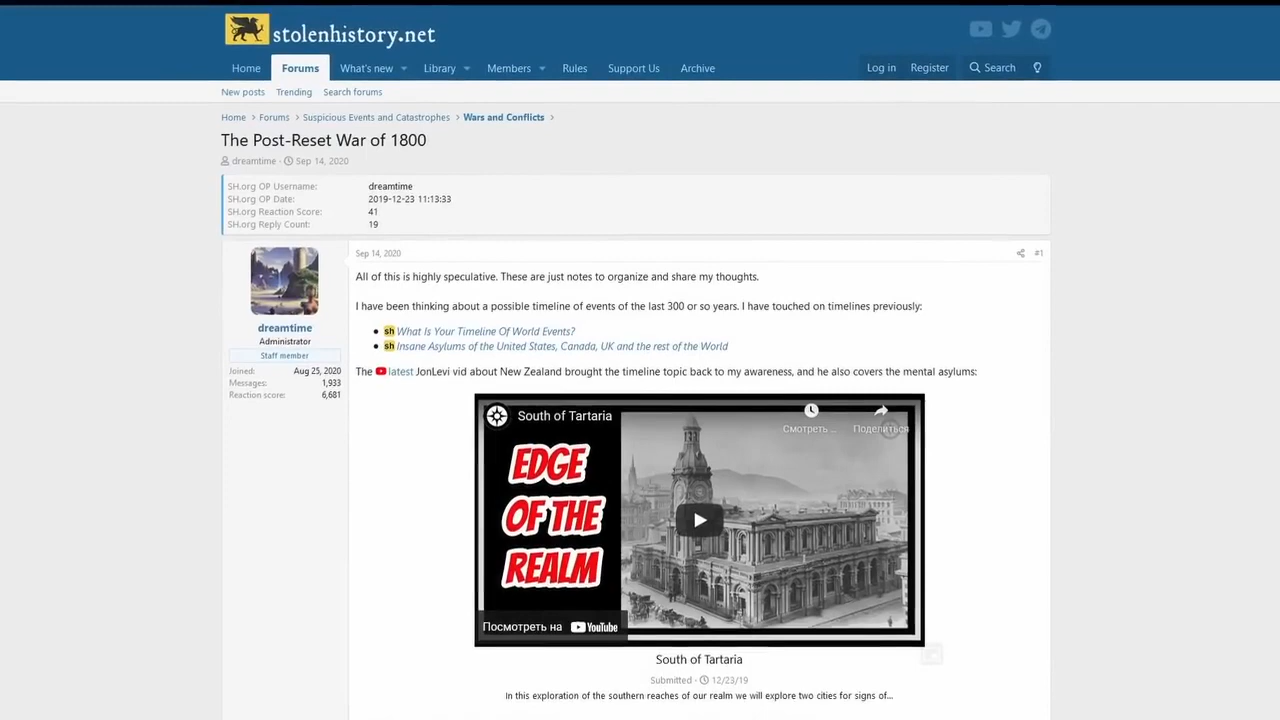 stolenhistory.net
Home Forums What's new Library Members Rules Support Us Archive Log in Register Search
New posts Trending Search forums
Home > Forums > Suspicious Events and Catastrophes > Wars and Conflicts >
The Post-Reset War of 1800
dreamtime · Sep 14, 2020
SH.org OP Username: dreamtime
SH.org OP Date: 2019-12-23 11:13:33
SH.org Reaction Score: 41
SH.org Reply Count: 19
Sep 14, 2020 #1
dreamtime
Administrator
Staff member
Joined: Aug 25, 2020
Messages: 1,933
Reaction score: 6,681
All of this is highly speculative. These are just notes to organize and share my thoughts.
I have been thinking about a possible timeline of events of the last 300 or so years. I have touched on timelines previously:
• sh What Is Your Timeline Of World Events?
• sh Insane Asylums of the United States, Canada, UK and the rest of the World
The latest JonLevi vid about New Zealand brought the timeline topic back to my awareness, and he also covers the mental asylums:
South of Tartaria
Смотреть ... Поделиться
EDGE
OF THE
REALM
Посмотреть на YouTube
South of Tartaria
Submitted · 12/23/19
In this exploration of the southern reaches of our realm we will explore two cities for signs of...